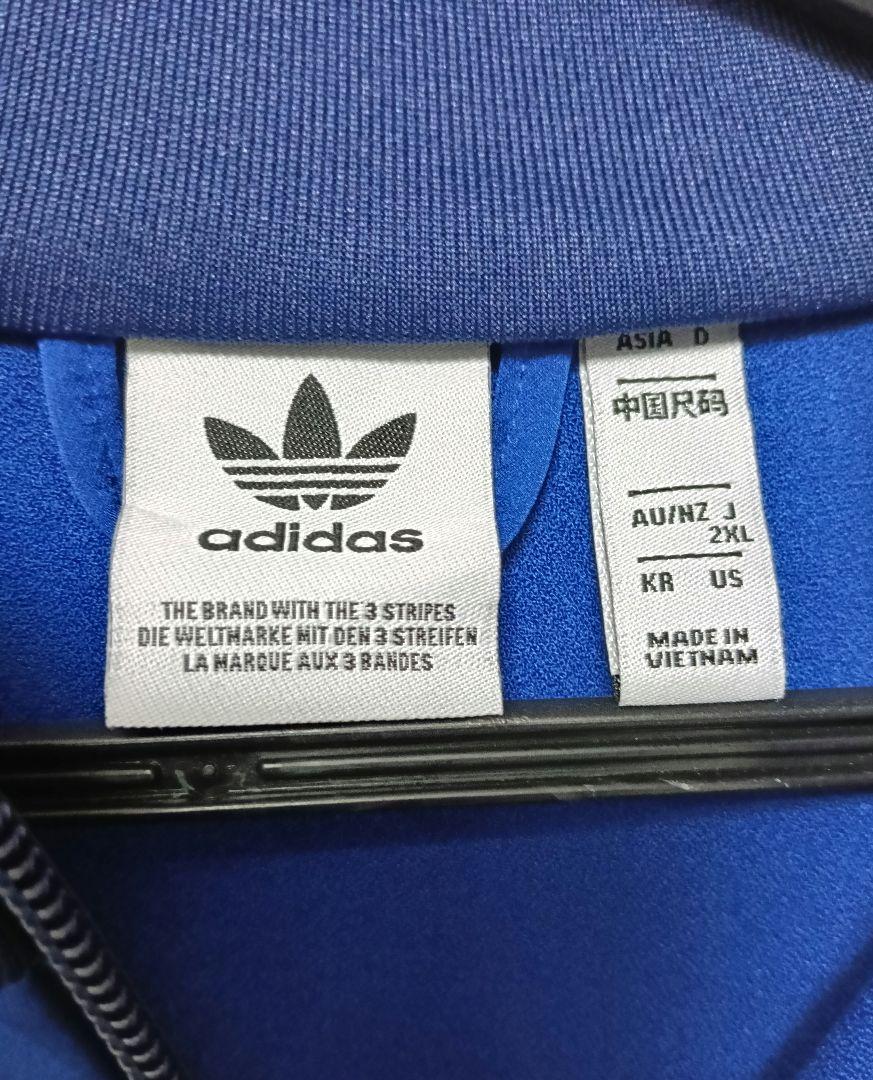 adidas
THE BRAND WITH THE 3 STRIPES
DIE WELTMARKE MIT DEN 3 STREIFEN
LA MARQUE AUX 3 BANDES
ASIA D
中国尺码
AU/NZ J
2XL
KR US
MADE IN
VIETNAM